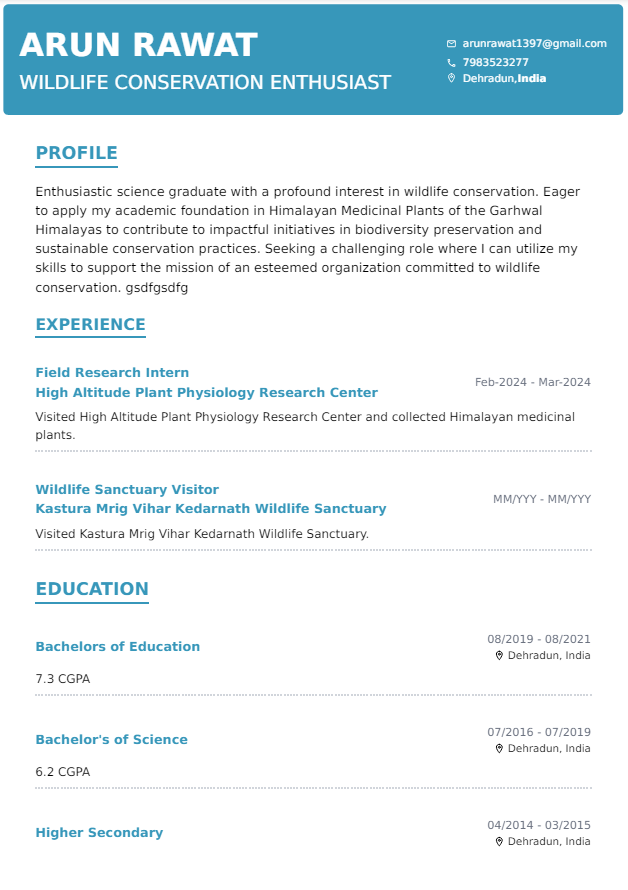 ARUN RAWAT
WILDLIFE CONSERVATION ENTHUSIAST
arunrawat1397@gmail.com
7983523277
Dehradun,India
PROFILE
Enthusiastic science graduate with a profound interest in wildlife conservation. Eager
to apply my academic foundation in Himalayan Medicinal Plants of the Garhwal
Himalayas to contribute to impactful initiatives in biodiversity preservation and
sustainable conservation practices. Seeking a challenging role where I can utilize my
skills to support the mission of an esteemed organization committed to wildlife
conservation. gsdfgsdfg
EXPERIENCE
Field Research Intern
High Altitude Plant Physiology Research Center
Feb-2024 - Mar-2024
Visited High Altitude Plant Physiology Research Center and collected Himalayan medicinal
plants.
Wildlife Sanctuary Visitor
Kastura Mrig Vihar Kedarnath Wildlife Sanctuary
MM/YYY - MM/YYY
Visited Kastura Mrig Vihar Kedarnath Wildlife Sanctuary.
EDUCATION
Bachelors of Education
08/2019 - 08/2021
Dehradun, India
7.3 CGPA
Bachelor's of Science
07/2016 - 07/2019
Dehradun, India
6.2 CGPA
Higher Secondary
04/2014 - 03/2015
Dehradun, India